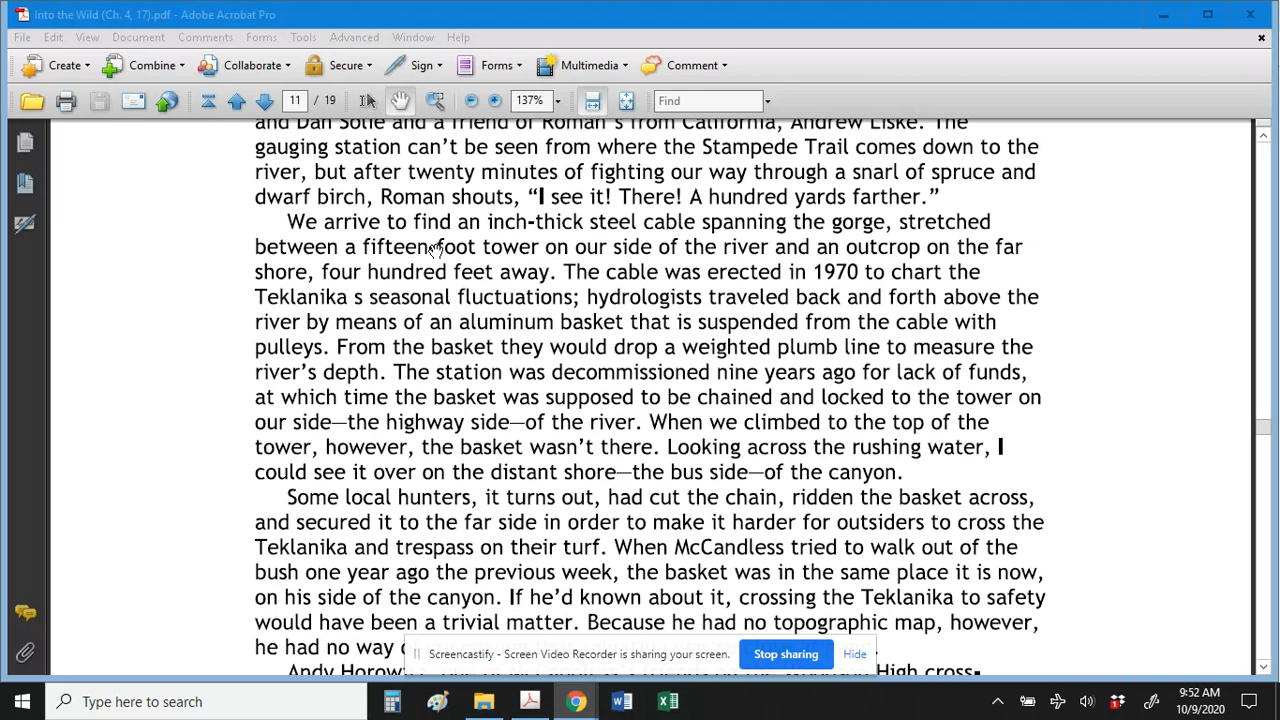 Into the Wild (Ch. 4, 17).pdf - Adobe Acrobat Pro
File Edit View Document Comments Forms Tools Advanced Window Help
Create Combine Collaborate Secure Sign Forms Multimedia Comment
11 / 19 137% Find
and Dan Solie and a friend of Roman's from California, Andrew Liske. The
gauging station can't be seen from where the Stampede Trail comes down to the
river, but after twenty minutes of fighting our way through a snarl of spruce and
dwarf birch, Roman shouts, “I see it! There! A hundred yards farther.”
We arrive to find an inch-thick steel cable spanning the gorge, stretched
between a fifteen-foot tower on our side of the river and an outcrop on the far
shore, four hundred feet away. The cable was erected in 1970 to chart the
Teklanika s seasonal fluctuations; hydrologists traveled back and forth above the
river by means of an aluminum basket that is suspended from the cable with
pulleys. From the basket they would drop a weighted plumb line to measure the
river’s depth. The station was decommissioned nine years ago for lack of funds,
at which time the basket was supposed to be chained and locked to the tower on
our side—the highway side—of the river. When we climbed to the top of the
tower, however, the basket wasn’t there. Looking across the rushing water, I
could see it over on the distant shore—the bus side—of the canyon.
Some local hunters, it turns out, had cut the chain, ridden the basket across,
and secured it to the far side in order to make it harder for outsiders to cross the
Teklanika and trespass on their turf. When McCandless tried to walk out of the
bush one year ago the previous week, the basket was in the same place it is now,
on his side of the canyon. If he’d known about it, crossing the Teklanika to safety
would have been a trivial matter. Because he had no topographic map, however,
he had no way
Screencastify - Screen Video Recorder is sharing your screen. Stop sharing Hide
Andy High cross-
Type here to search
9:52 AM
10/9/2020